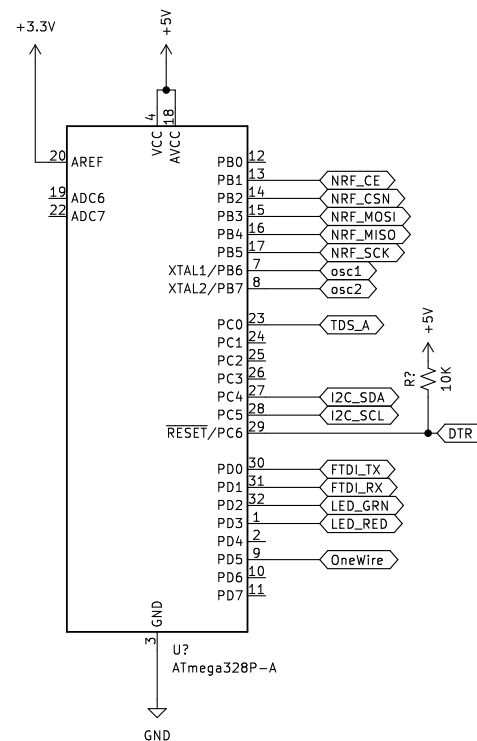 +3.3V
+5V
4
18
VCC
AVCC
20 AREF
19 ADC6
22 ADC7
PB0 12
PB1 13 NRF_CE
PB2 14 NRF_CSN
PB3 15 NRF_MOSI
PB4 16 NRF_MISO
PB5 17 NRF_SCK
XTAL1/PB6 7 osc1
XTAL2/PB7 8 osc2
PC0 23 TDS_A
PC1 24
PC2 25
PC3 26
PC4 27 I2C_SDA
PC5 28 I2C_SCL
RESET/PC6 29 DTR
+5V
R?
10K
PD0 30 FTDI_TX
PD1 31 FTDI_RX
PD2 32 LED_GRN
PD3 1 LED_RED
PD4 2
PD5 9 OneWire
PD6 10
PD7 11
GND
3
U?
ATmega328P-A
GND